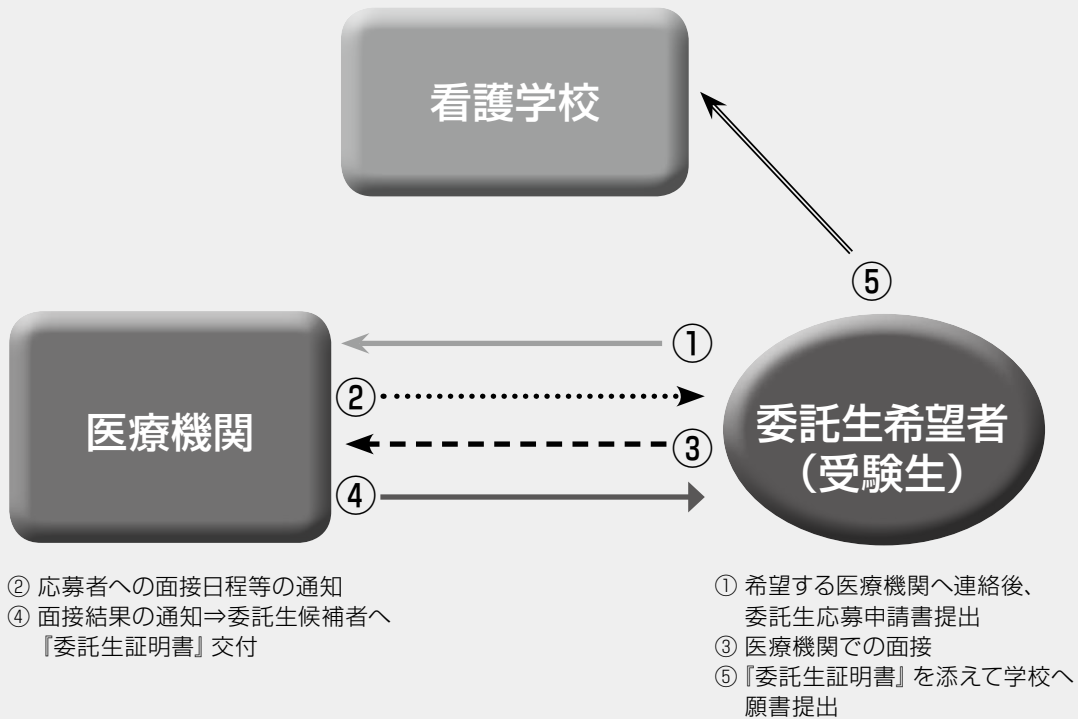 看護学校
⑤
①
②
③
④
医療機関
委託生希望者
（受験生）
② 応募者への面接日程等の通知
④ 面接結果の通知⇒委託生候補者へ
『委託生証明書』交付
① 希望する医療機関へ連絡後、
委託生応募申請書提出
③ 医療機関での面接
⑤『委託生証明書』を添えて学校へ
願書提出